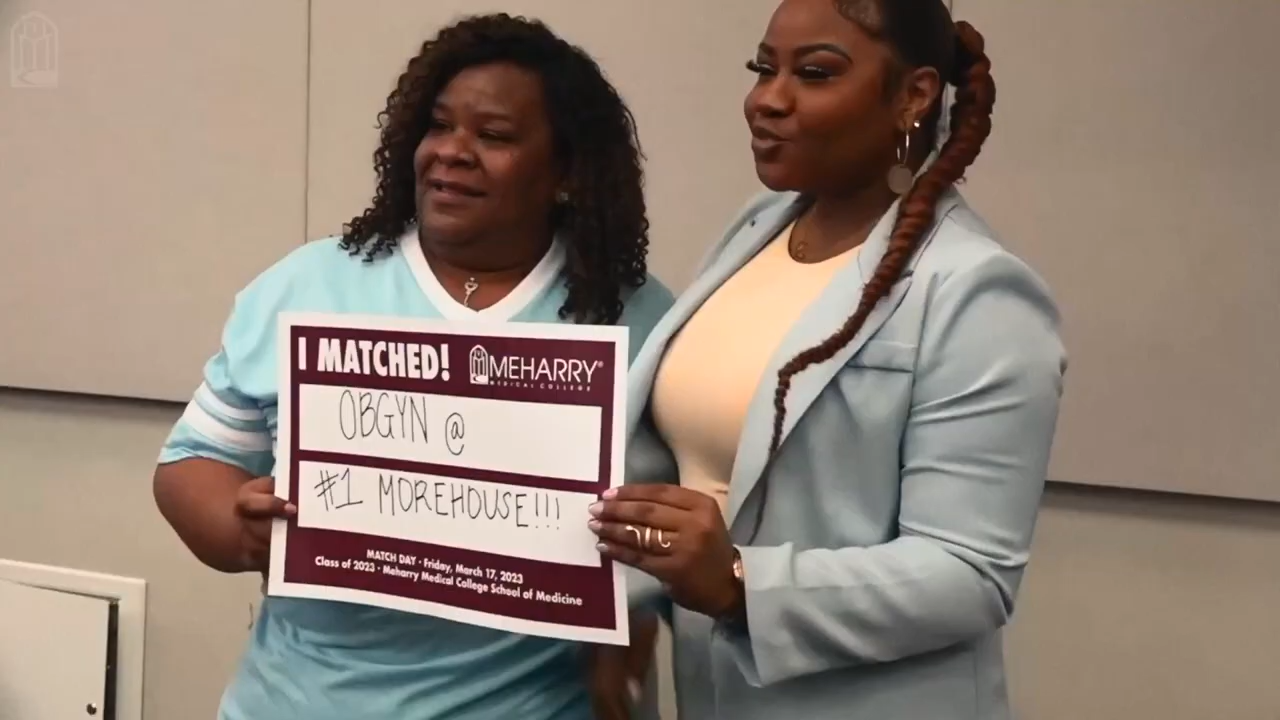 I MATCHED!
MEHARRY®
MEDICAL COLLEGE
OBGYN @
#1 MOREHOUSE!!!
MATCH DAY · Friday, March 17, 2023
Class of 2023 · Meharry Medical College School of Medicine